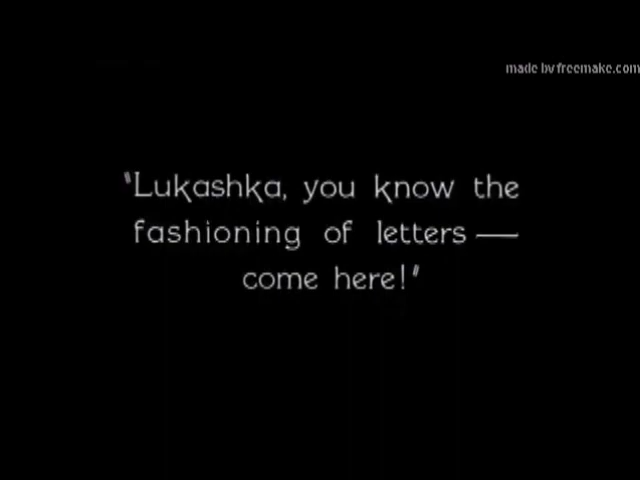 made by freemake.com
"Lukashka, you know the
fashioning of letters —
come here!"